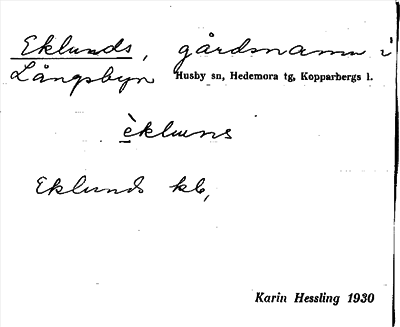 Eklunds, gårdsnamn i
Långsbyn Husby sn, Hedemora tg, Kopparbergs l.
èkluns
Eklunds kb,
Karin Hessling 1930